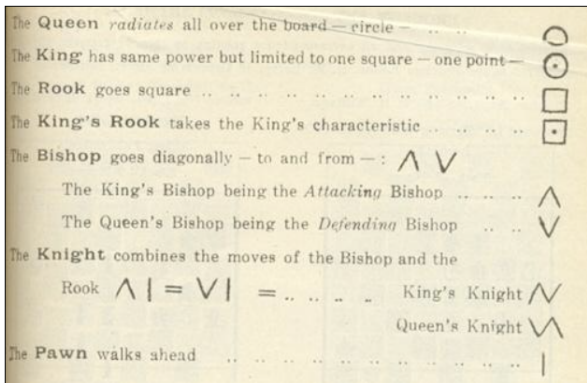 The Queen radiates all over the board — circle — .. ..
The King has same power but limited to one square — one point —
The Rook goes square .. .. .. .. .. .. .. .. .. ..
The King's Rook takes the King's characteristic .. .. .. ..
The Bishop goes diagonally — to and from — :
The King's Bishop being the Attacking Bishop .. .. ..
The Queen's Bishop being the Defending Bishop .. ..
The Knight combines the moves of the Bishop and the
Rook = = .. .. .. .. King's Knight
Queen's Knight
The Pawn walks ahead .. .. .. .. .. .. .. .. .. ..